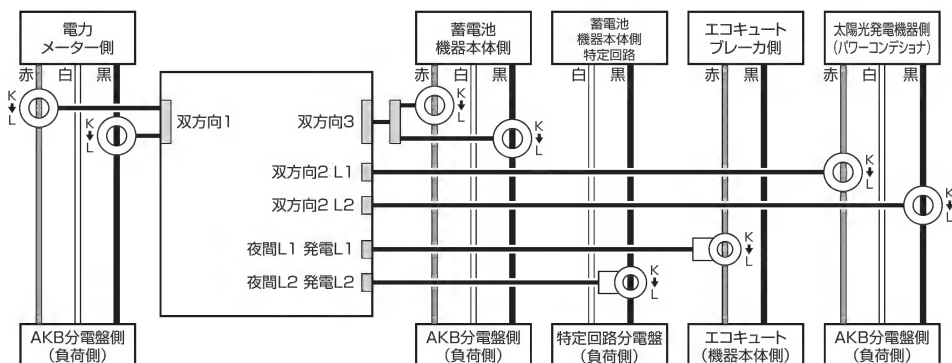 電力
メーター側
蓄電池
機器本体側
蓄電池
機器本体側
特定回路
エコキュート
ブレーカ側
太陽光発電機器側
(パワーコンデショナ)
赤 白 黒
赤 白 黒
白 黒
赤 黒
赤 白 黒
K
L
K
L
双方向1
双方向3
K
L
K
L
双方向2 L1
K
L
双方向2 L2
K
L
夜間L1 発電L1
K
L
夜間L2 発電L2
K
L
AKB分電盤側
(負荷側)
AKB分電盤側
(負荷側)
特定回路分電盤
(負荷側)
エコキュート
(機器本体側)
AKB分電盤側
(負荷側)